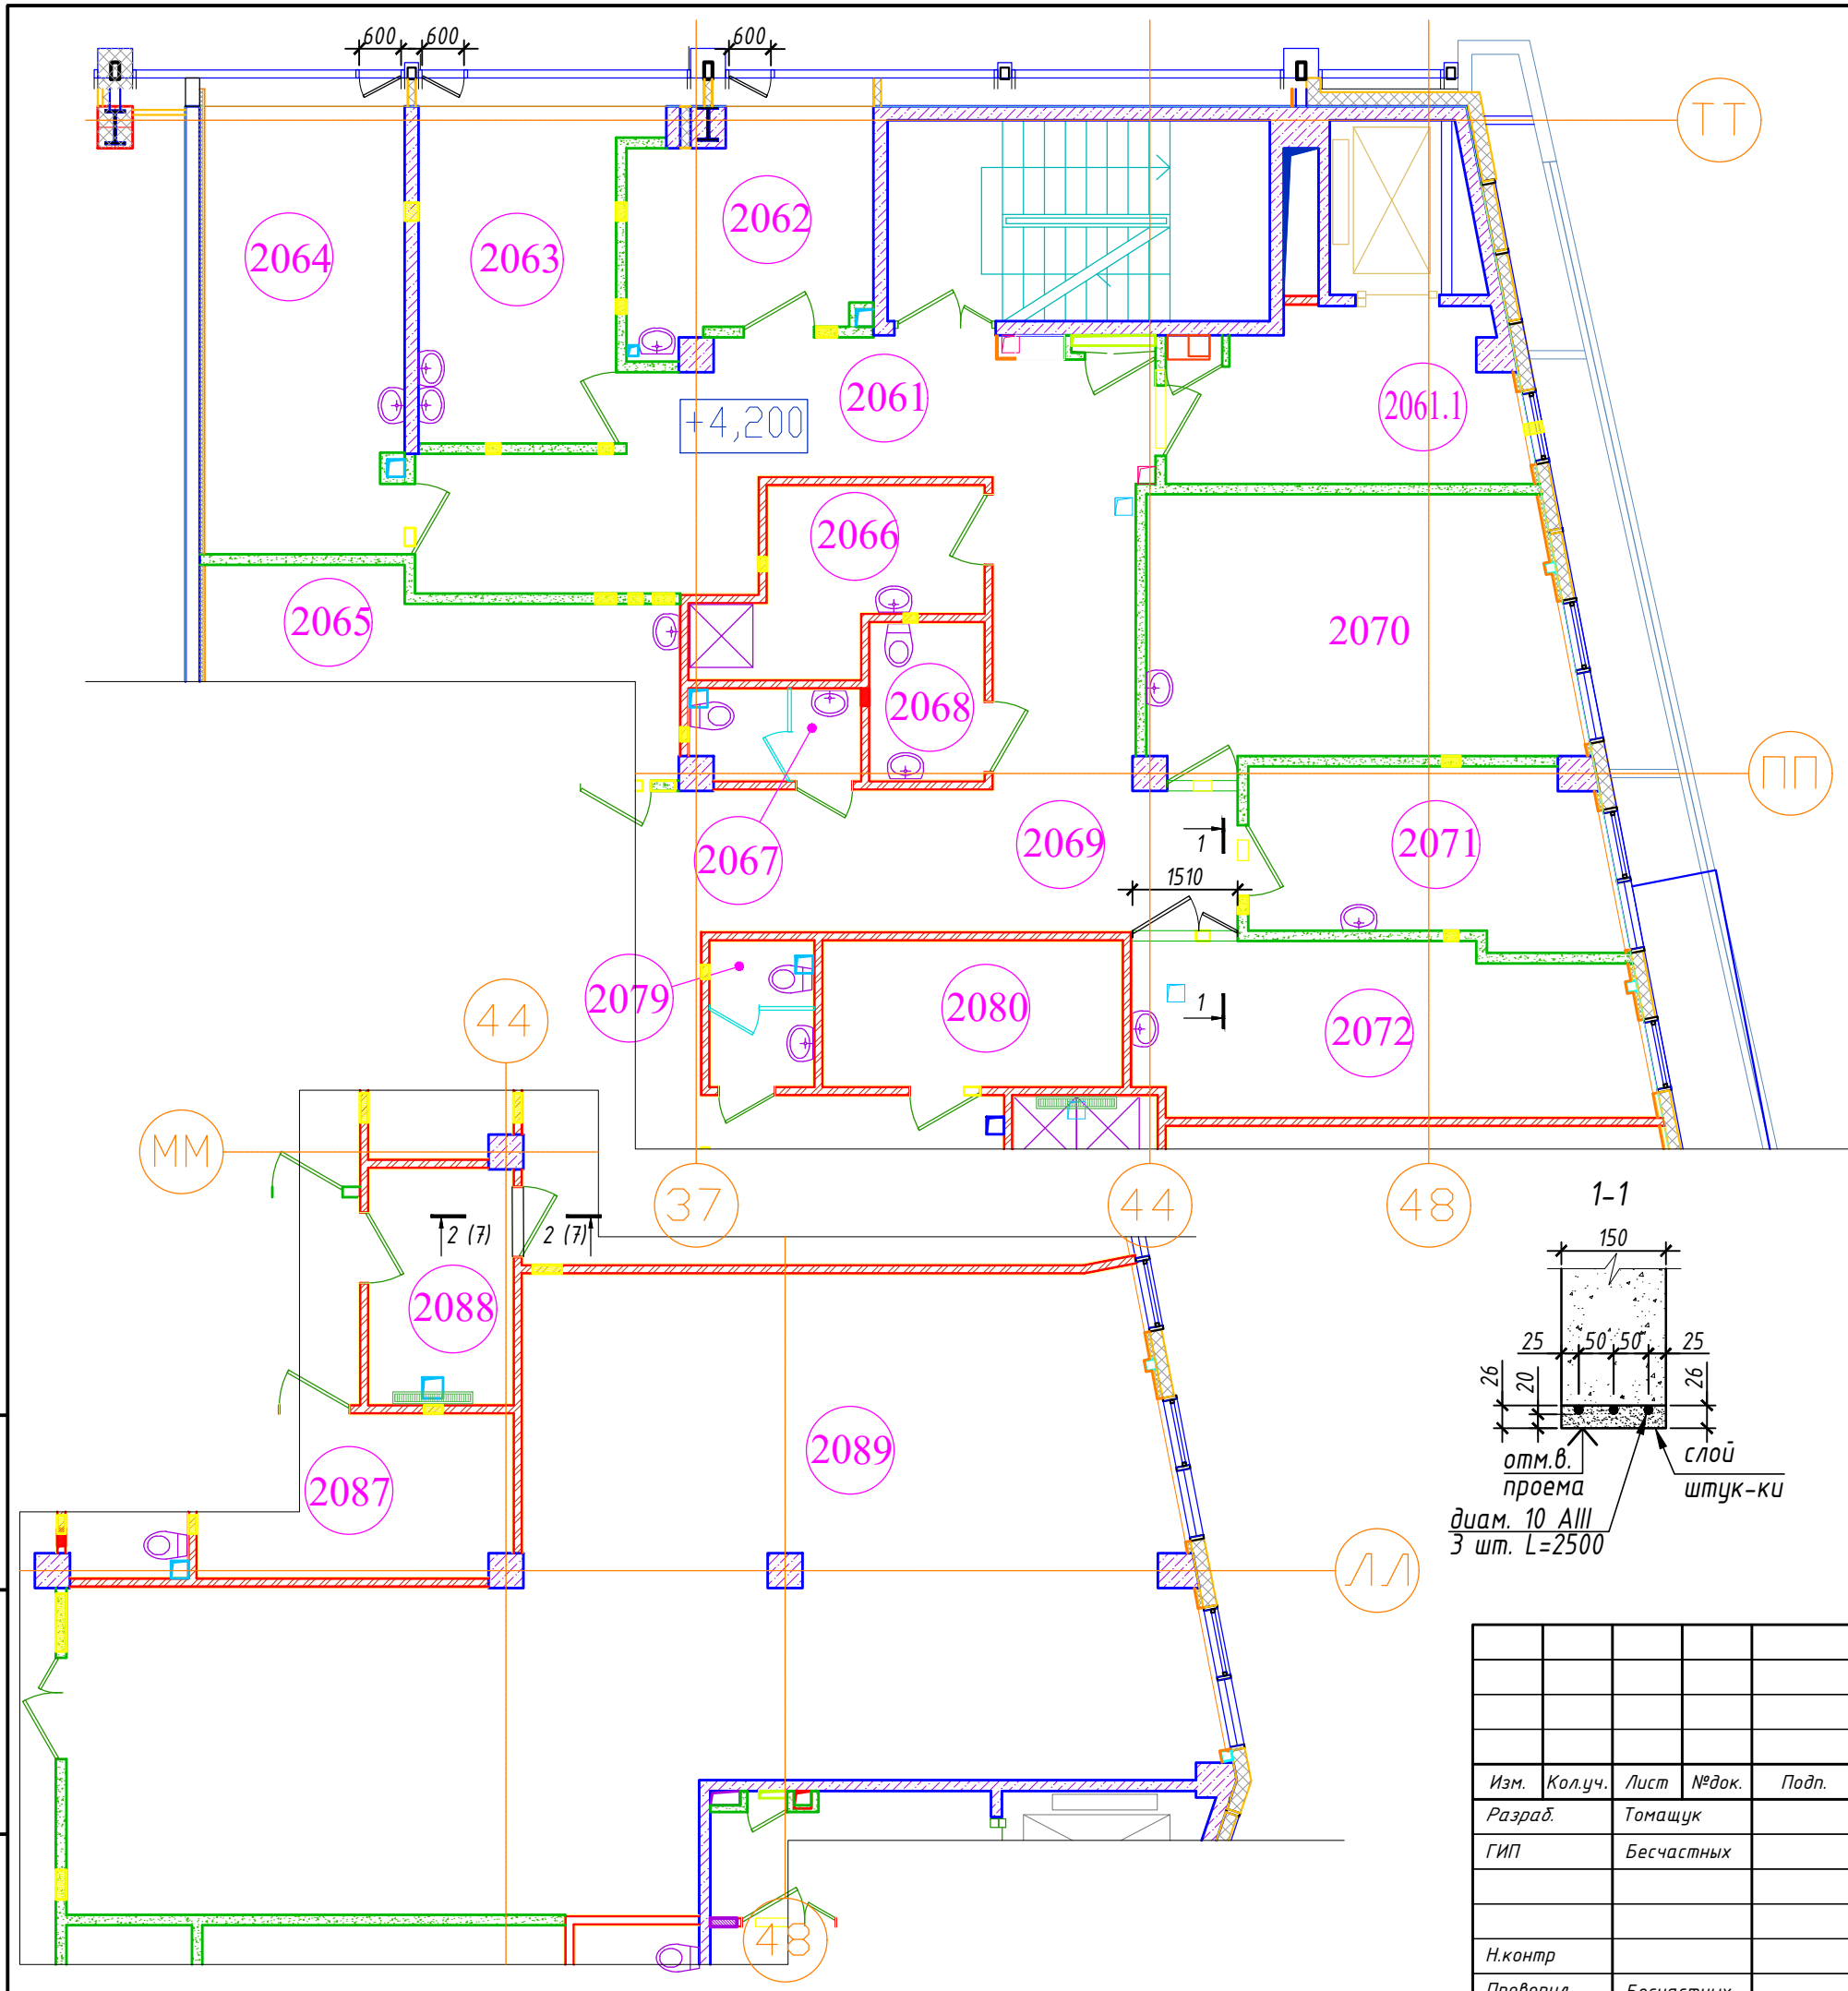 600
600
600
ТТ
2062
2064
2063
2061
2061.1
+4,200
2066
2065
2070
2068
ПП
2067
2069
2071
1
1510
2079
2080
1
2072
44
ММ
37
44
48
2 (7)
2 (7)
2088
2089
2087
ЛЛ
48
1-1
150
25
50
50
25
26
20
26
отм.в.
проема
слой
штук-ки
диам. 10 АIII
3 шт. L=2500
Изм. Кол.уч. Лист №док. Подп.
Разраб. Томащук
ГИП Бесчастных
Н.контр
Проверил Бесчастных